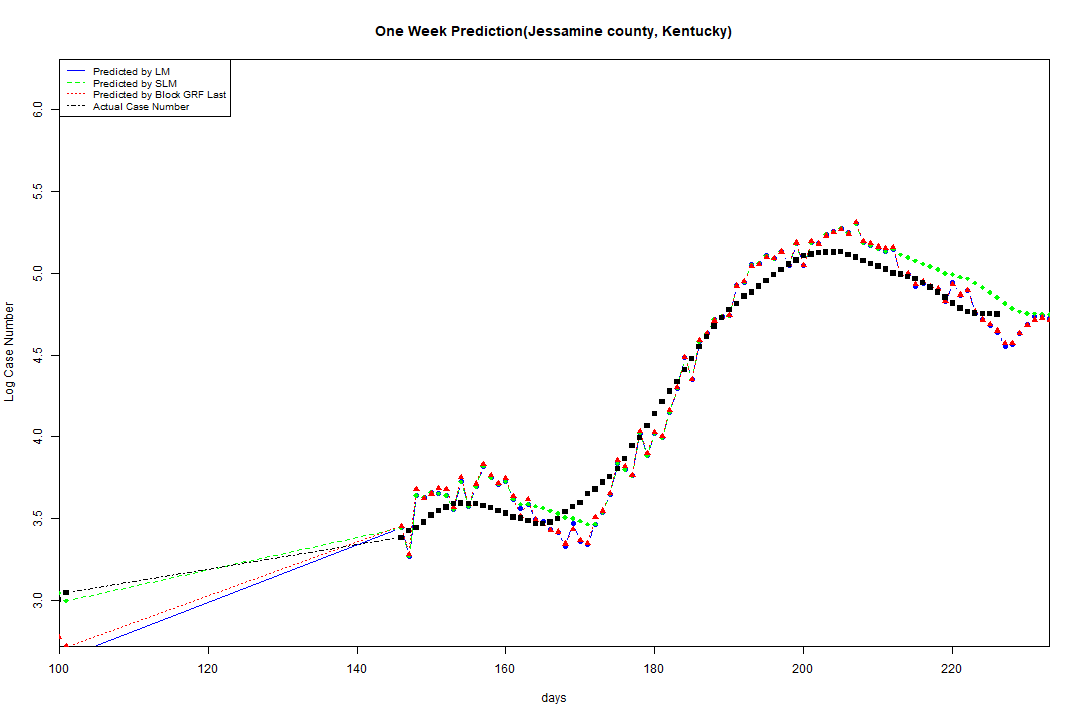 One Week Prediction(Jessamine county, Kentucky)
Predicted by LM
Predicted by SLM
Predicted by Block GRF Last
Actual Case Number
6.0
5.5
5.0
4.5
4.0
3.5
3.0
Log Case Number
100 120 140 160 180 200 220
days